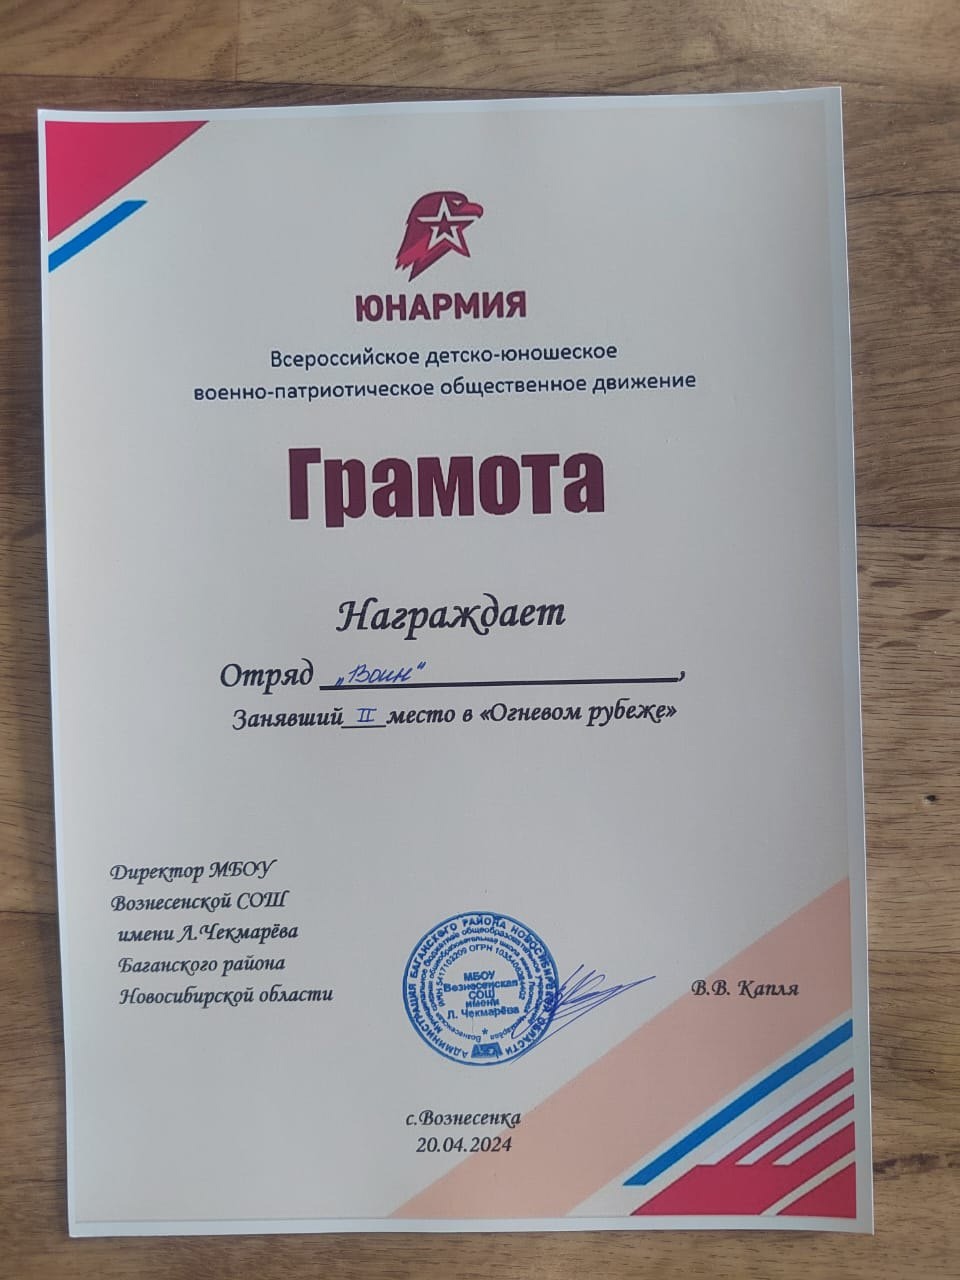 ЮНАРМИЯ
Всероссийское детско-юношеское
военно-патриотическое общественное движение
Грамота
Награждает
Отряд „Воин“,
Занявший II место в «Огневом рубеже»
Директор МБОУ
Вознесенской СОШ
имени Л.Чекмарёва
Баганского района
Новосибирской области
АДМИНИСТРАЦИЯ БАГАНСКОГО РАЙОНА НОВОСИБИРСКОЙ ОБЛАСТИ
МБОУ
Вознесенская
СОШ
имени
Л. Чекмарёва
В.В. Капля
с.Вознесенка
20.04.2024